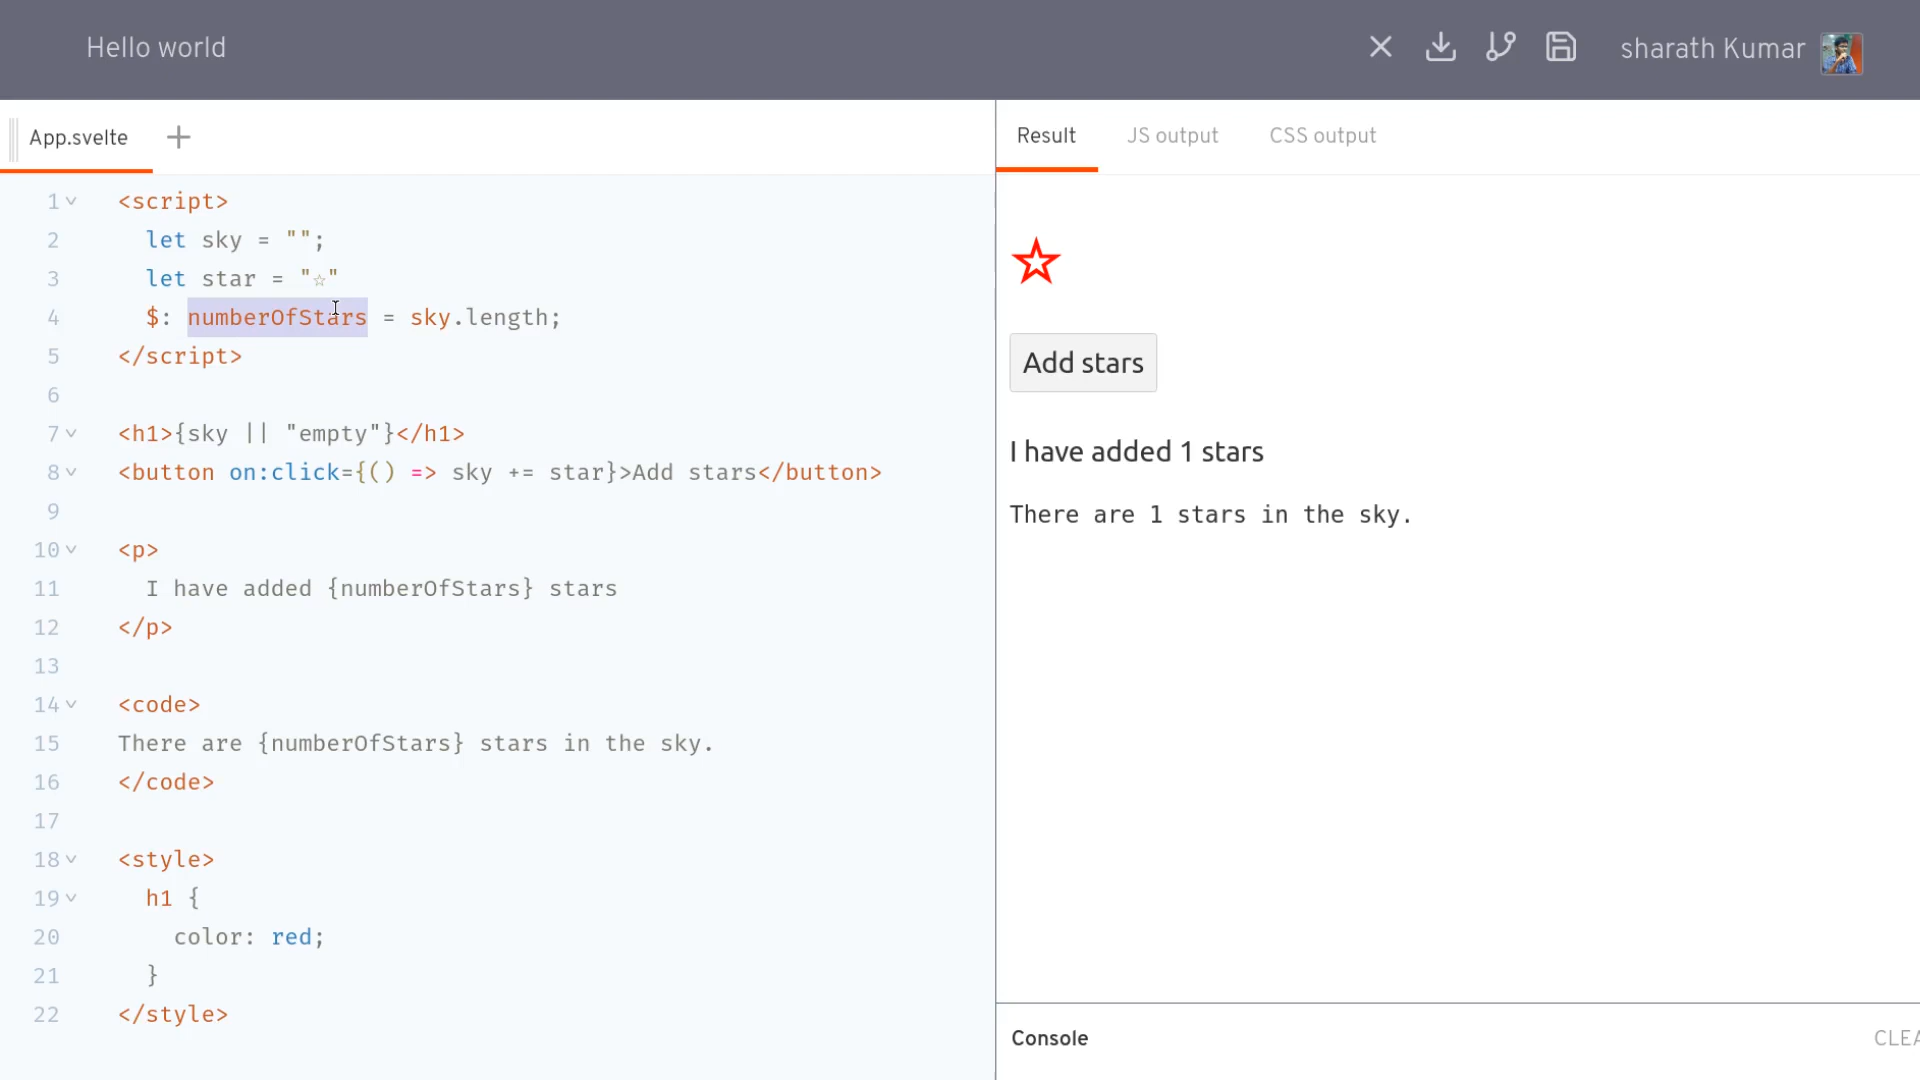 Hello world
sharath Kumar
App.svelte
Result JS output CSS output
1 <script>
2 let sky = "";
3 let star = "☆"
4 $: numberOfStars = sky.length;
5 </script>
6
7 <h1>{sky || "empty"}</h1>
8 <button on:click={() => sky += star}>Add stars</button>
9
10 <p>
11 I have added {numberOfStars} stars
12 </p>
13
14 <code>
15 There are {numberOfStars} stars in the sky.
16 </code>
17
18 <style>
19 h1 {
20 color: red;
21 }
22 </style>
☆
Add stars
I have added 1 stars
There are 1 stars in the sky.
Console
CLEA